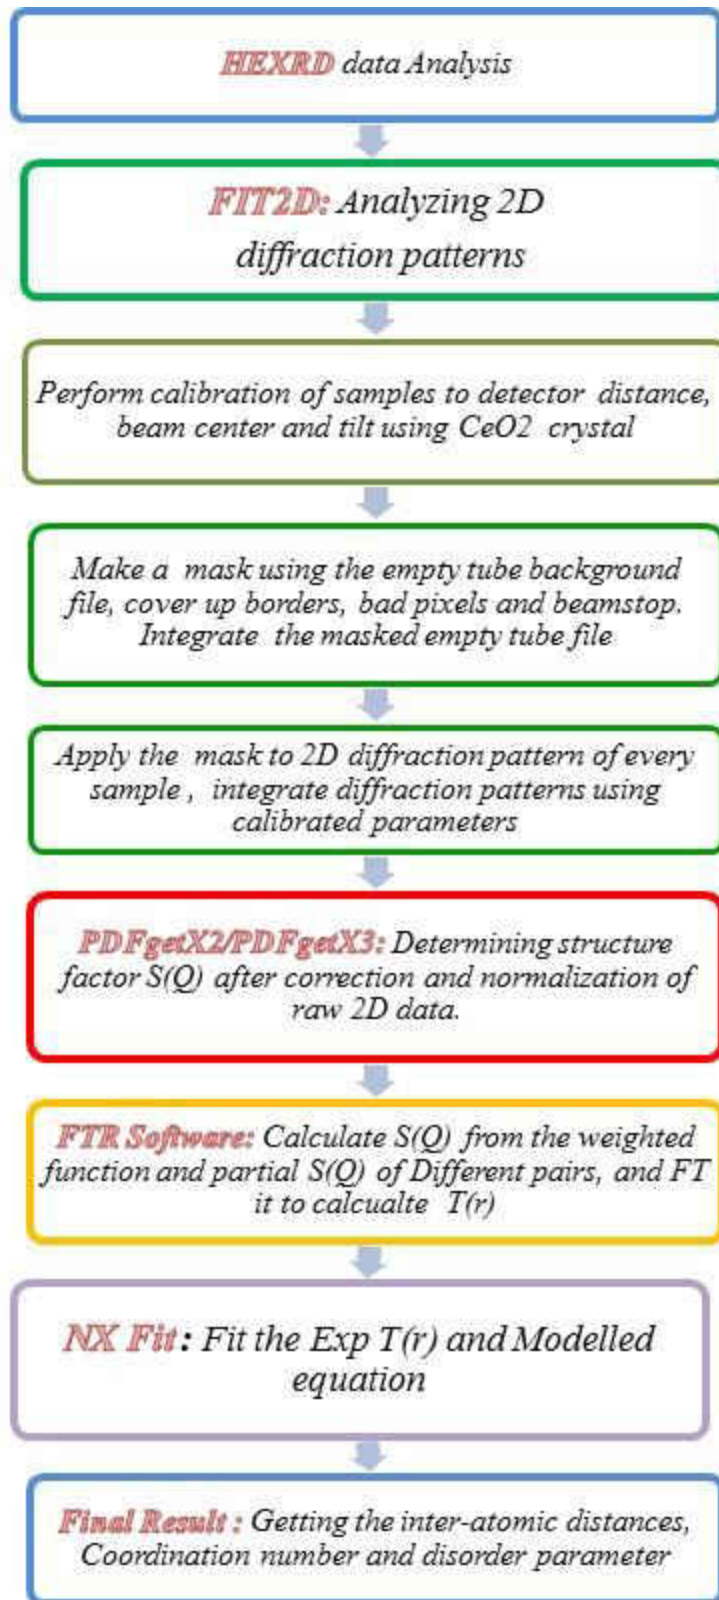 HEXRD data Analysis
FIT2D: Analyzing 2D
diffraction patterns
Perform calibration of samples to detector distance,
beam center and tilt using CeO2 crystal
Make a mask using the empty tube background
file, cover up borders, bad pixels and beamstop.
Integrate the masked empty tube file
Apply the mask to 2D diffraction pattern of every
sample , integrate diffraction patterns using
calibrated parameters
PDFgetX2/PDFgetX3: Determining structure
factor S(Q) after correction and normalization of
raw 2D data.
FTR Software: Calculate S(Q) from the weighted
function and partial S(Q) of Different pairs, and FT
it to calcualte T(r)
NX Fit : Fit the Exp T(r) and Modelled
equation
Final Result : Getting the inter-atomic distances,
Coordination number and disorder parameter